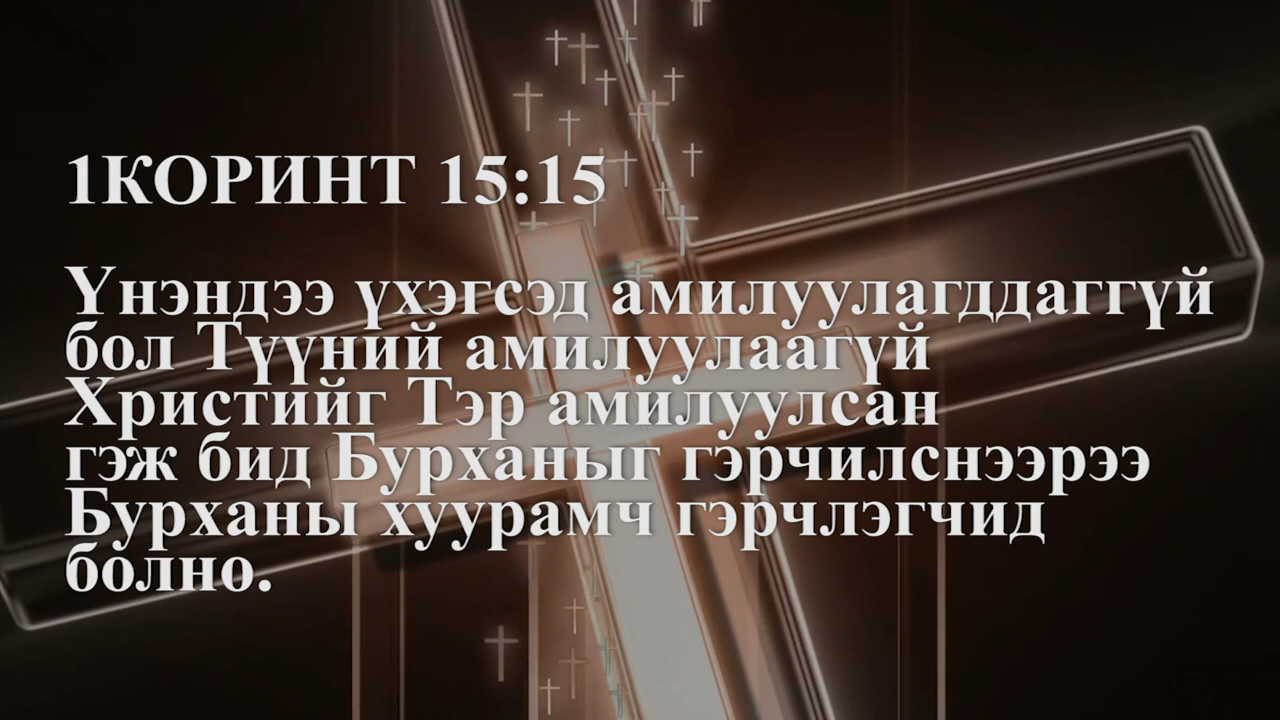 1КОРИНТ 15:15
Үнэндээ үхэгсэд амилуулагддаггүй
бол Түүний амилуулаагүй
Христийг Тэр амилуулсан
гэж бид Бурханыг гэрчилснээрээ
Бурханы хуурамч гэрчлэгчид
болно.